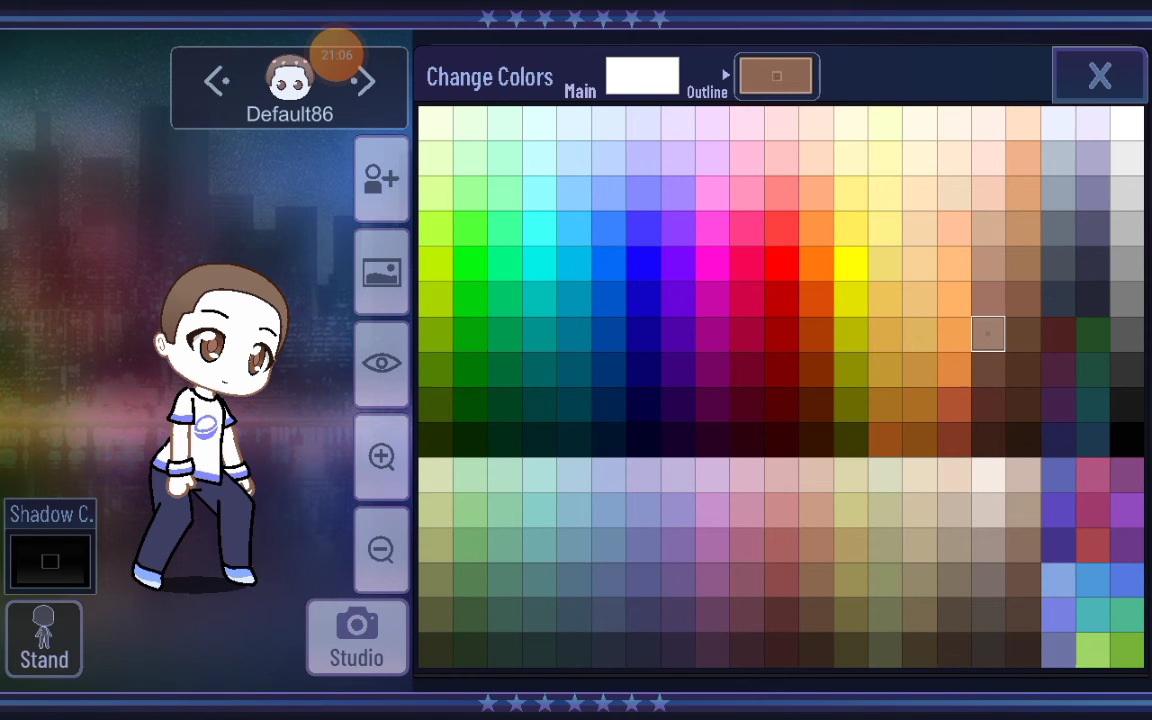 21:06
Default86
Change Colors
Main
Outline
X
Shadow C.
Stand
Studio